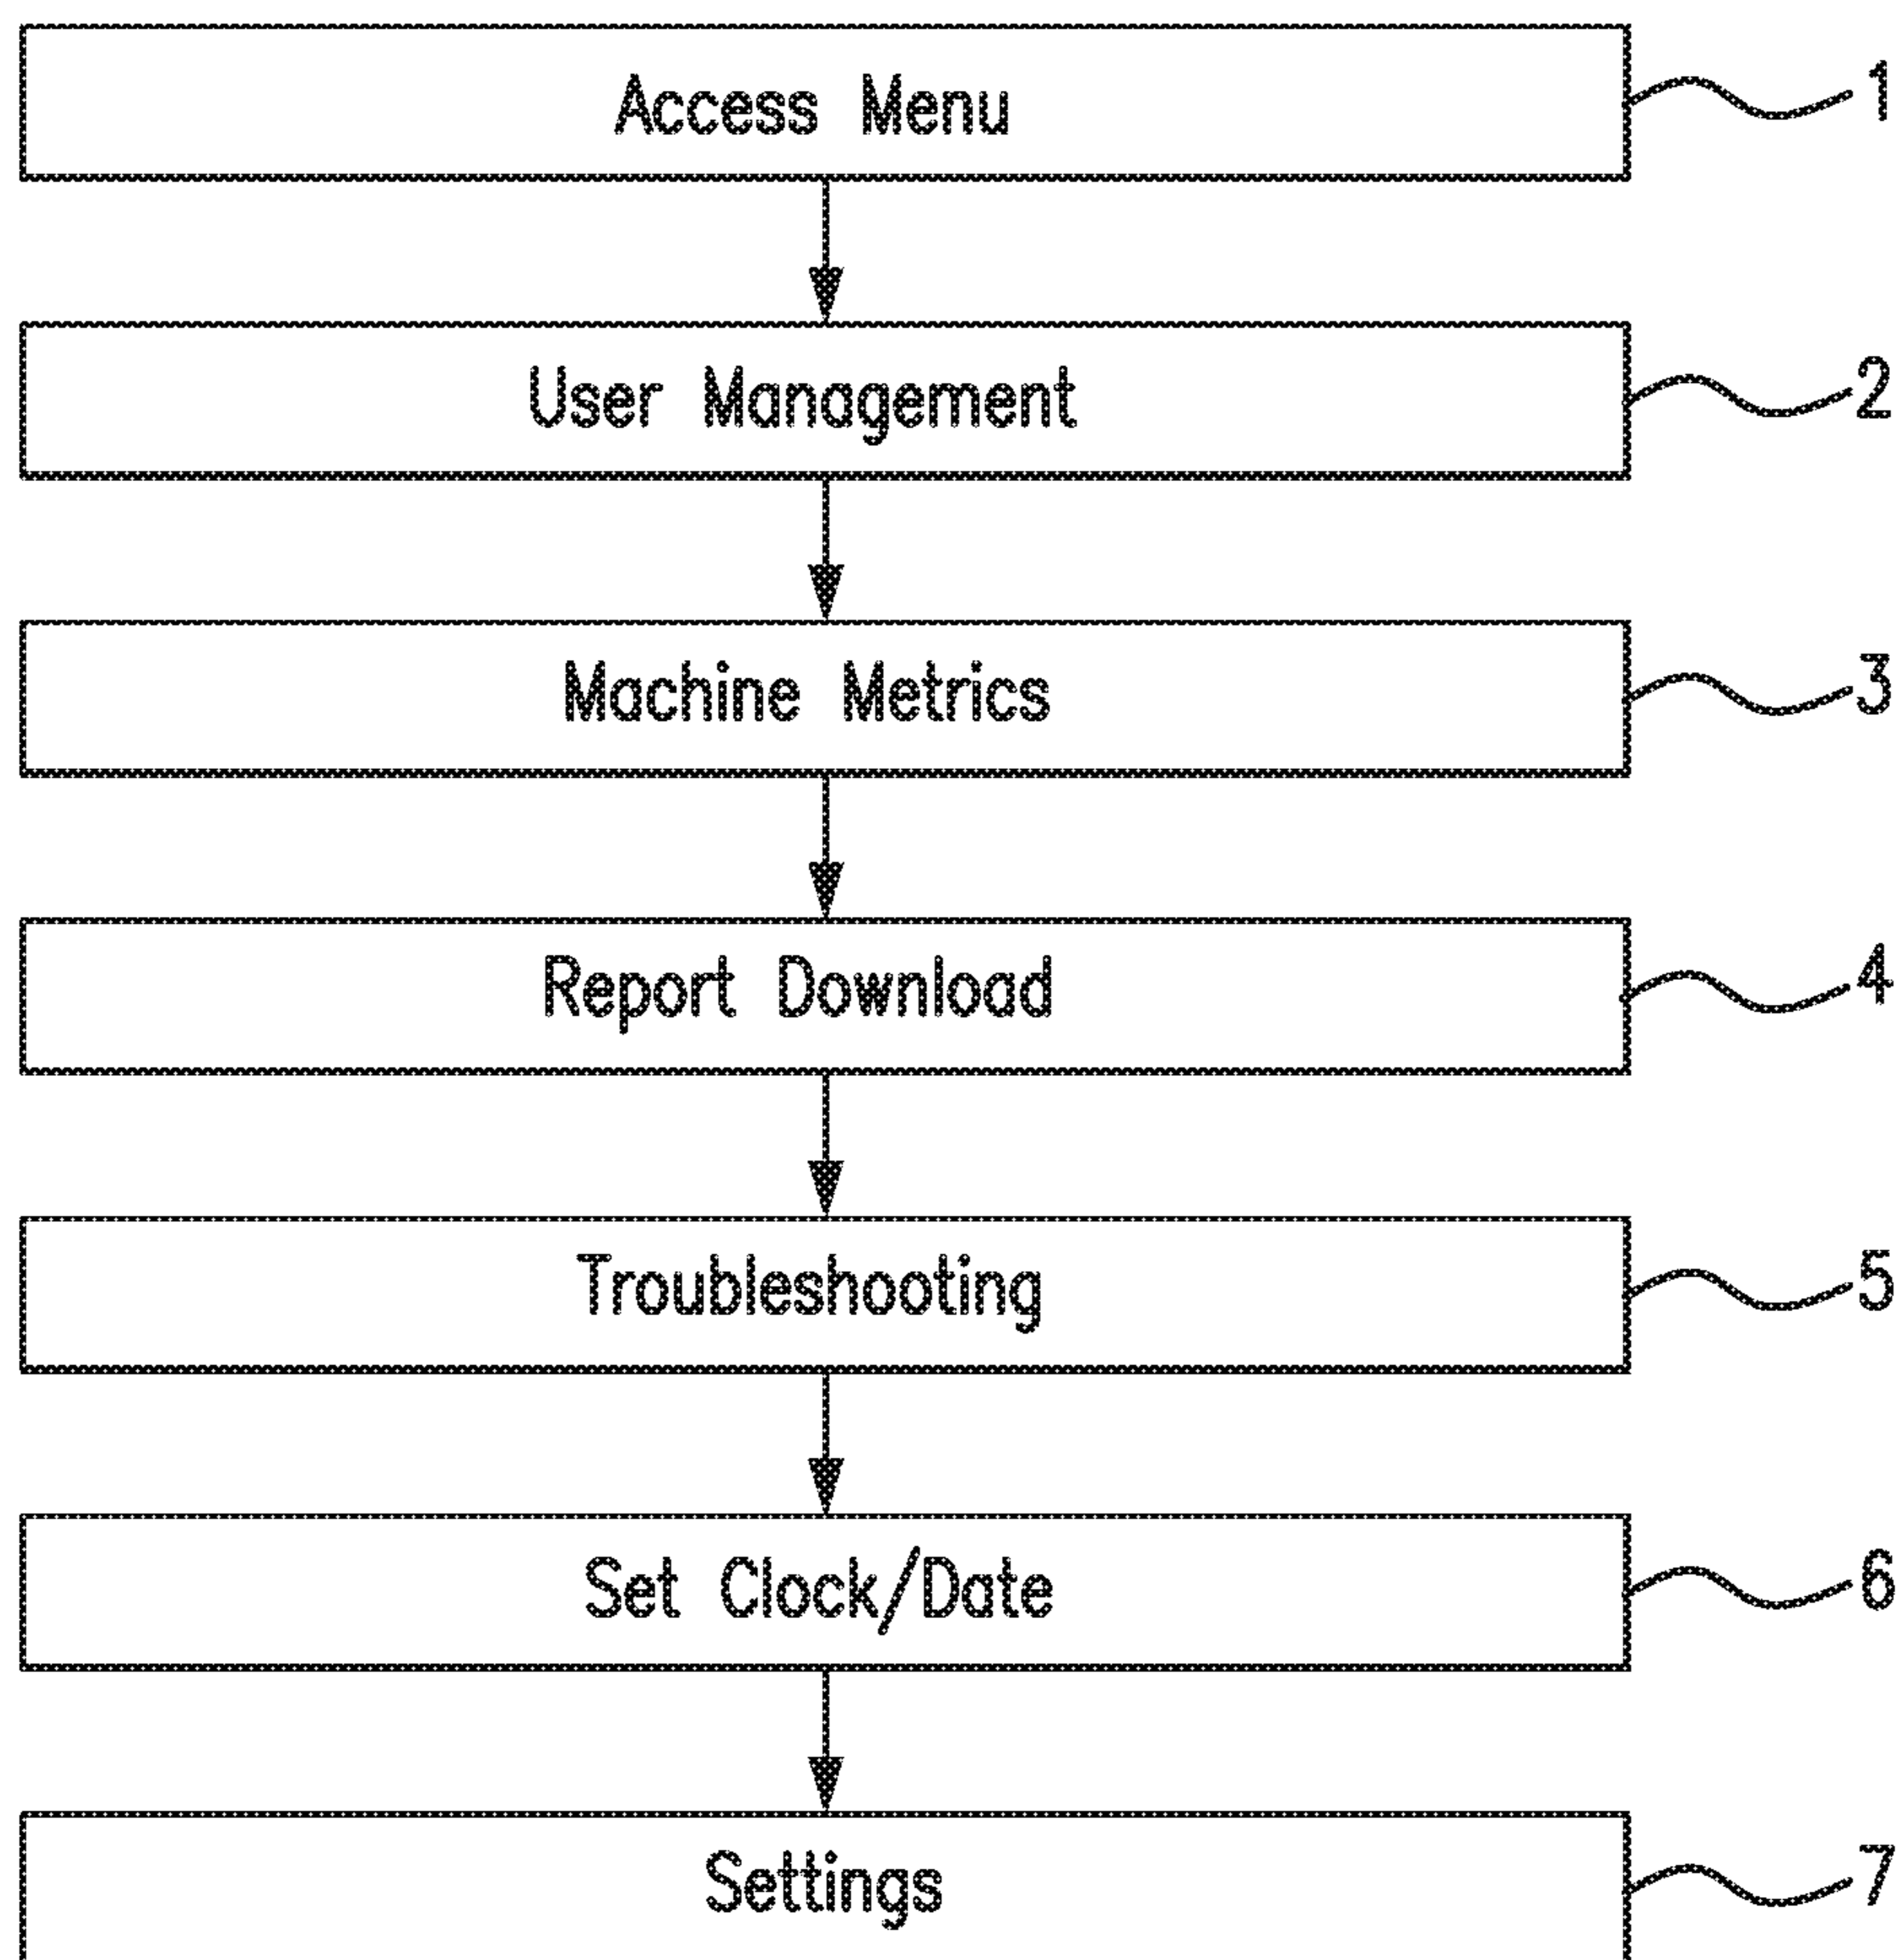 Access Menu 1
User Management 2
Machine Metrics 3
Report Download 4
Troubleshooting 5
Set Clock/Date 6
Settings 7